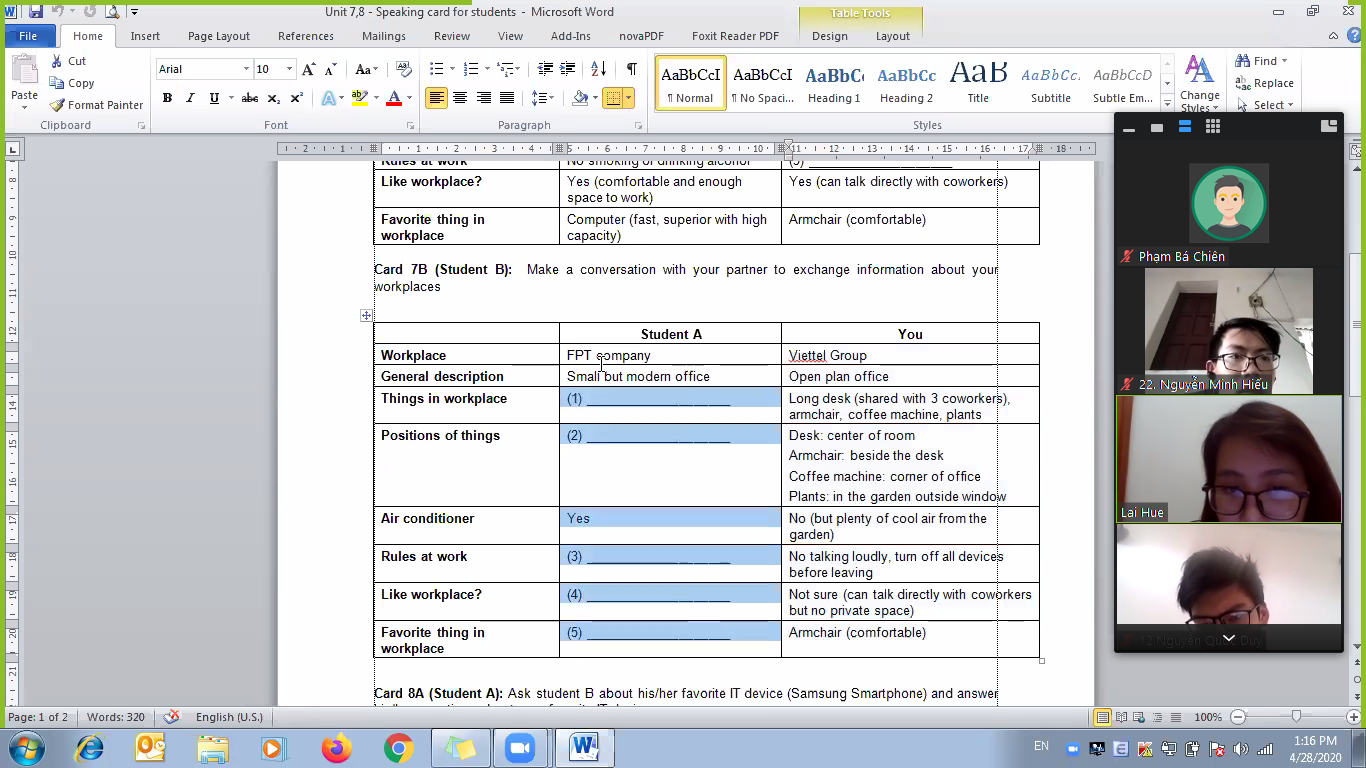 Unit 7,8 - Speaking card for students - Microsoft Word
Table Tools
File Home Insert Page Layout References Mailings Review View Add-Ins novaPDF Foxit Reader PDF Design Layout
Cut
Copy
Format Painter
Paste
Arial 10
AaBbCcI AaBbCcI AaBbC AaBbCc AaB AaBbCc. AaBbCcD
¶ Normal ¶ No Spaci... Heading 1 Heading 2 Title Subtitle Subtle Em...
Change
Styles
Find
Replace
Select
Clipboard Font Paragraph Styles
Rules at work No smoking or drinking alcohol (5) ____________________
Like workplace? Yes (comfortable and enough space to work) Yes (can talk directly with coworkers)
Favorite thing in workplace Computer (fast, superior with high capacity) Armchair (comfortable)
Card 7B (Student B): Make a conversation with your partner to exchange information about your
workplaces
Student A You
Workplace FPT company Viettel Group
General description Small but modern office Open plan office
Things in workplace (1) ____________________ Long desk (shared with 3 coworkers), armchair, coffee machine, plants
Positions of things (2) ____________________ Desk: center of room
Armchair: beside the desk
Coffee machine: corner of office
Plants: in the garden outside window
Air conditioner Yes No (but plenty of cool air from the garden)
Rules at work (3) ____________________ No talking loudly, turn off all devices before leaving
Like workplace? (4) ____________________ Not sure (can talk directly with coworkers but no private space)
Favorite thing in workplace (5) ____________________ Armchair (comfortable)
Card 8A (Student A): Ask student B about his/her favorite IT device (Samsung Smartphone) and answer
Phạm Bá Chiên
22. Nguyễn Minh Hiếu
Lai Hue
12 Nguyễn Quốc Duy
Page: 1 of 2 Words: 320 English (U.S.) 100%
EN
1:16 PM
4/28/2020